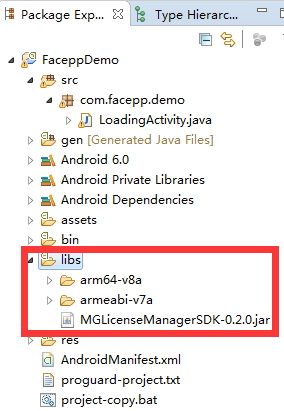 Package Exp...
Type Hierarc...
FaceppDemo
src
com.facepp.demo
LoadingActivity.java
gen [Generated Java Files]
Android 6.0
Android Private Libraries
Android Dependencies
assets
bin
libs
arm64-v8a
armeabi-v7a
MGLicenseManagerSDK-0.2.0.jar
res
AndroidManifest.xml
proguard-project.txt
project-copy.bat